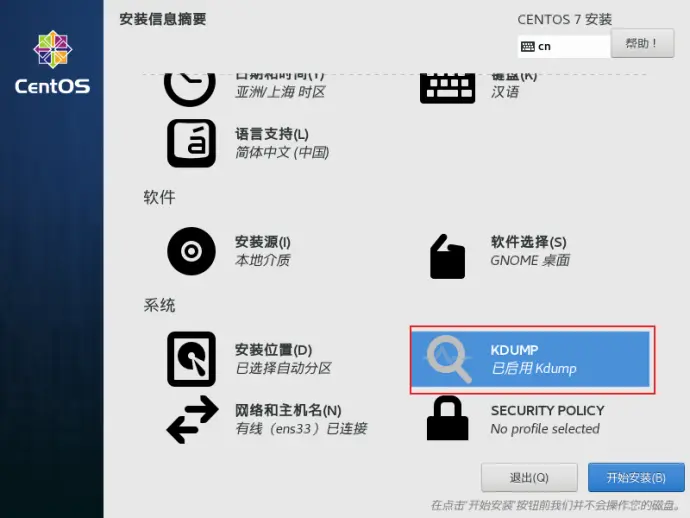 安装信息摘要
CENTOS 7 安装
cn
帮助！
CentOS
日期和时间(T)
亚洲/上海 时区
键盘(K)
汉语
语言支持(L)
简体中文 (中国)
软件
安装源(I)
本地介质
软件选择(S)
GNOME 桌面
系统
安装位置(D)
已选择自动分区
KDUMP
已启用 Kdump
网络和主机名(N)
有线（ens33）已连接
SECURITY POLICY
No profile selected
退出(Q)
开始安装(B)
在点击“开始安装”按钮前我们并不会操作您的磁盘。